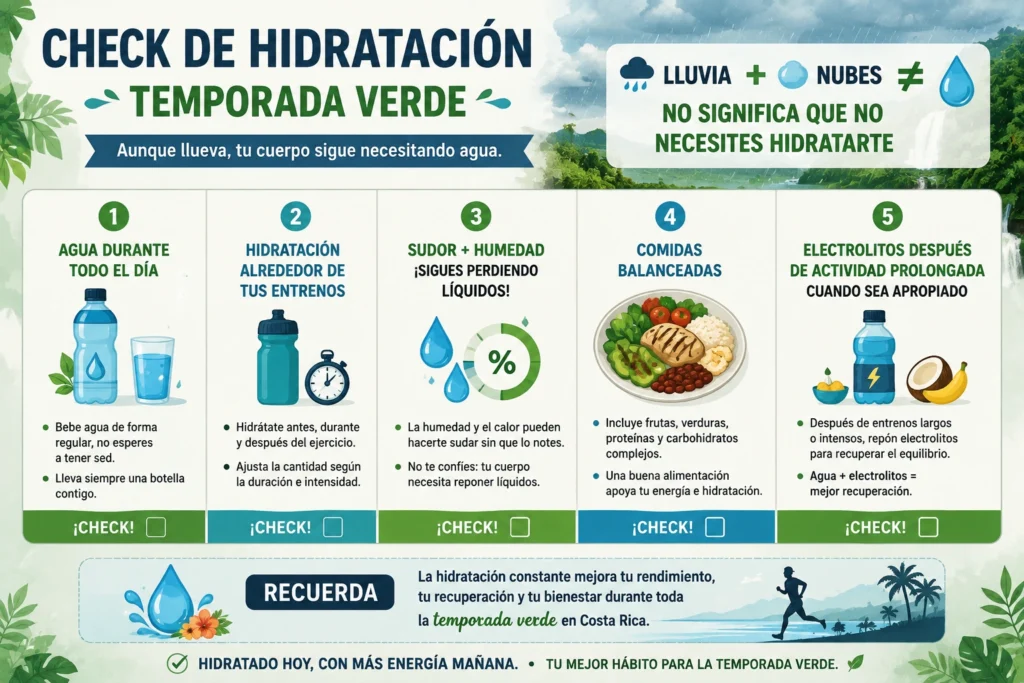 CHECK DE HIDRATACIÓN
TEMPORADA VERDE
Aunque llueva, tu cuerpo sigue necesitando agua.
LLUVIA + NUBES ≠
NO SIGNIFICA QUE NO
NECESITES HIDRATARTE
1
AGUA DURANTE
TODO EL DÍA
• Bebe agua de forma
regular, no esperes
a tener sed.
• Lleva siempre una botella
contigo.
¡CHECK!
2
HIDRATACIÓN
ALREDEDOR DE
TUS ENTRENOS
• Hidrátate antes, durante
y después del ejercicio.
• Ajusta la cantidad según
la duración e intensidad.
¡CHECK!
3
SUDOR + HUMEDAD
¡SIGUES PERDIENDO
LÍQUIDOS!
%
• La humedad y el calor pueden
hacerte sudar sin que lo notes.
• No te confíes: tu cuerpo
necesita reponer líquidos.
¡CHECK!
4
COMIDAS
BALANCEADAS
• Incluye frutas, verduras,
proteínas y carbohidratos
complejos.
• Una buena alimentación
apoya tu energía e hidratación.
¡CHECK!
5
ELECTROLITOS DESPUÉS
DE ACTIVIDAD PROLONGADA
CUANDO SEA APROPIADO
• Después de entrenos largos
o intensos, repón electrolitos
para recuperar el equilibrio.
• Agua + electrolitos =
mejor recuperación.
¡CHECK!
RECUERDA
La hidratación constante mejora tu rendimiento,
tu recuperación y tu bienestar durante toda
la temporada verde en Costa Rica.
HIDRATADO HOY, CON MÁS ENERGÍA MAÑANA. • TU MEJOR HÁBITO PARA LA TEMPORADA VERDE.